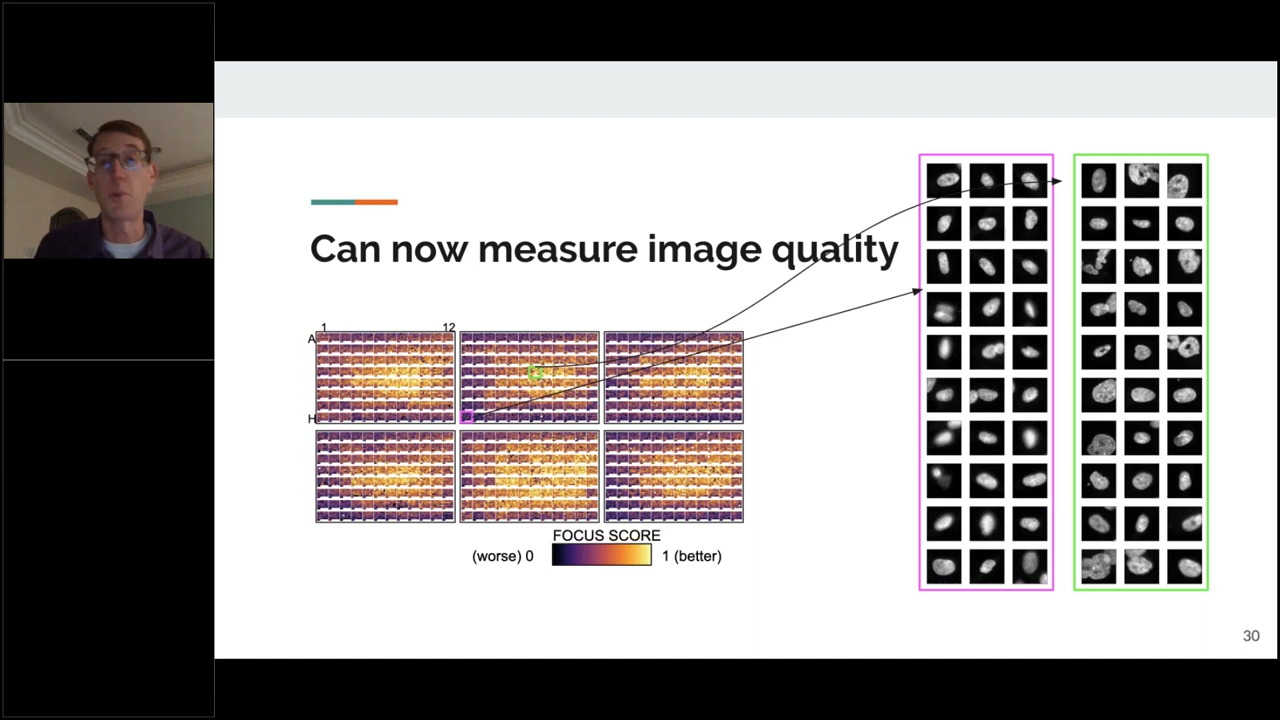 Can now measure image quality
1 12
A
H
FOCUS SCORE
(worse) 0 1 (better)
30